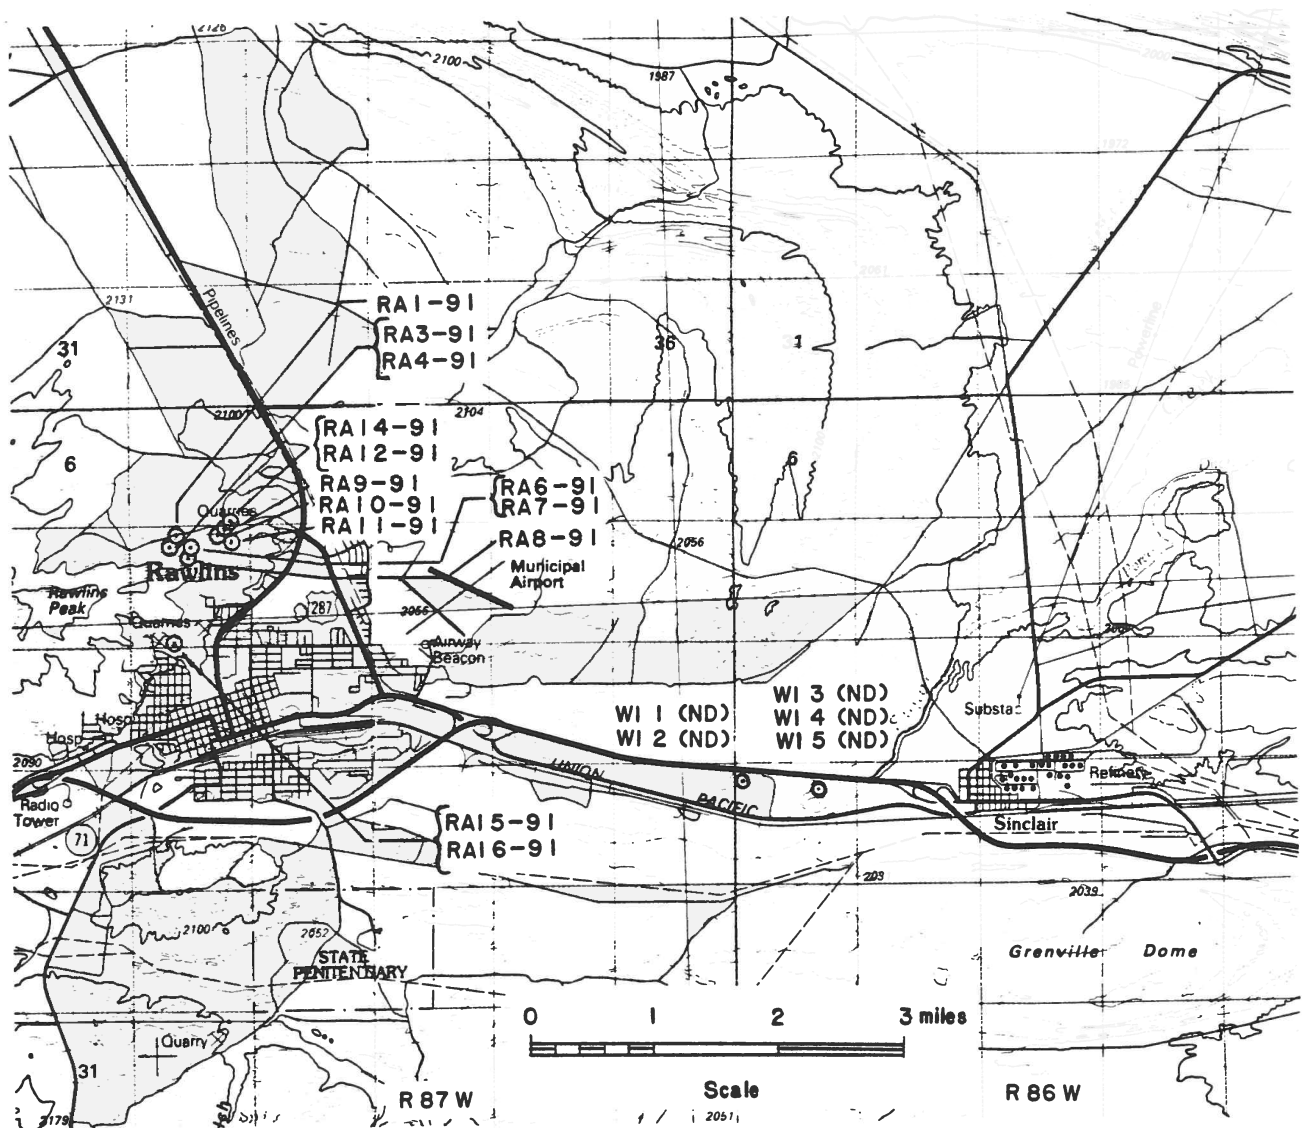 2100
1987
2131
Pipelines
RA1-91
RA3-91
RA4-91
31
36
1
2100
2104
RA14-91
RA12-91
6
6
RA9-91
RA10-91
RA11-91
RA6-91
RA7-91
RA8-91
Quarries
2056
Rawlins
Municipal
Airport
Rawlins
Peak
287
Quarries
Airway
Beacon
WI 1 (ND)
WI 2 (ND)
WI 3 (ND)
WI 4 (ND)
WI 5 (ND)
Substa
Hosp
Hosp
2090
UNION
PACIFIC
Refinery
Radio
Tower
Sinclair
71
RA15-91
RA16-91
2039
2100
2052
STATE
PENITENTIARY
Grenville Dome
0 1 2 3 miles
Quarry
31
Scale
R 87 W
R 86 W
2179
2051